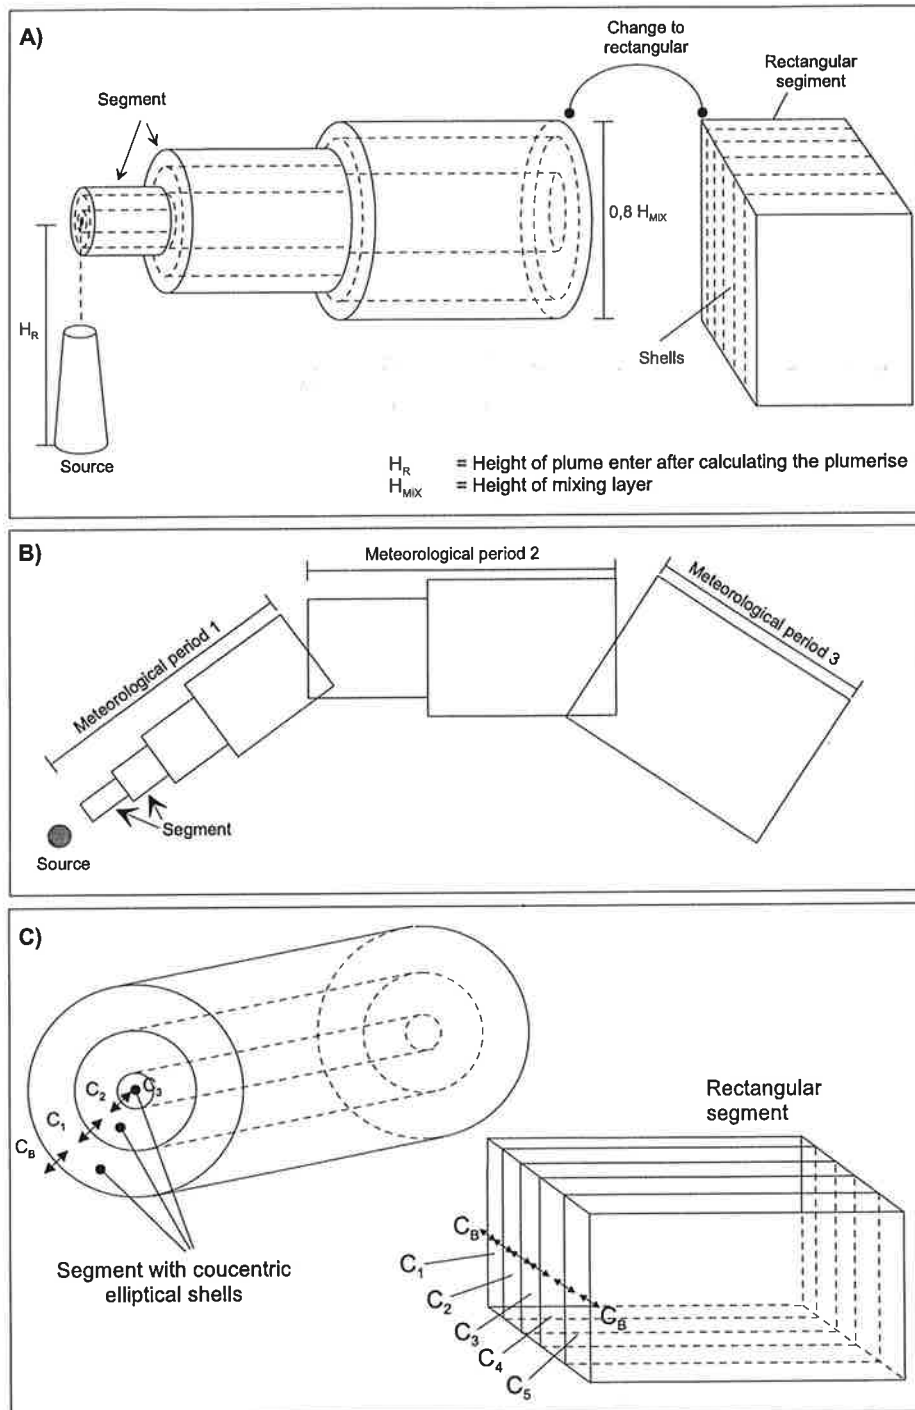 A)
Change to
rectangular
Rectangular
segiment
Segment
0,8 H_MIX
H_R
Shells
Source
H_R = Height of plume enter after calculating the plumerise
H_MIX = Height of mixing layer
B)
Meteorological period 2
Meteorological period 1
Meteorological period 3
Segment
Source
C)
C_3
C_2
C_1
C_B
Rectangular
segment
Segment with coucentric
elliptical shells
C_B
C_1
C_2
C_B
C_3
C_4
C_5